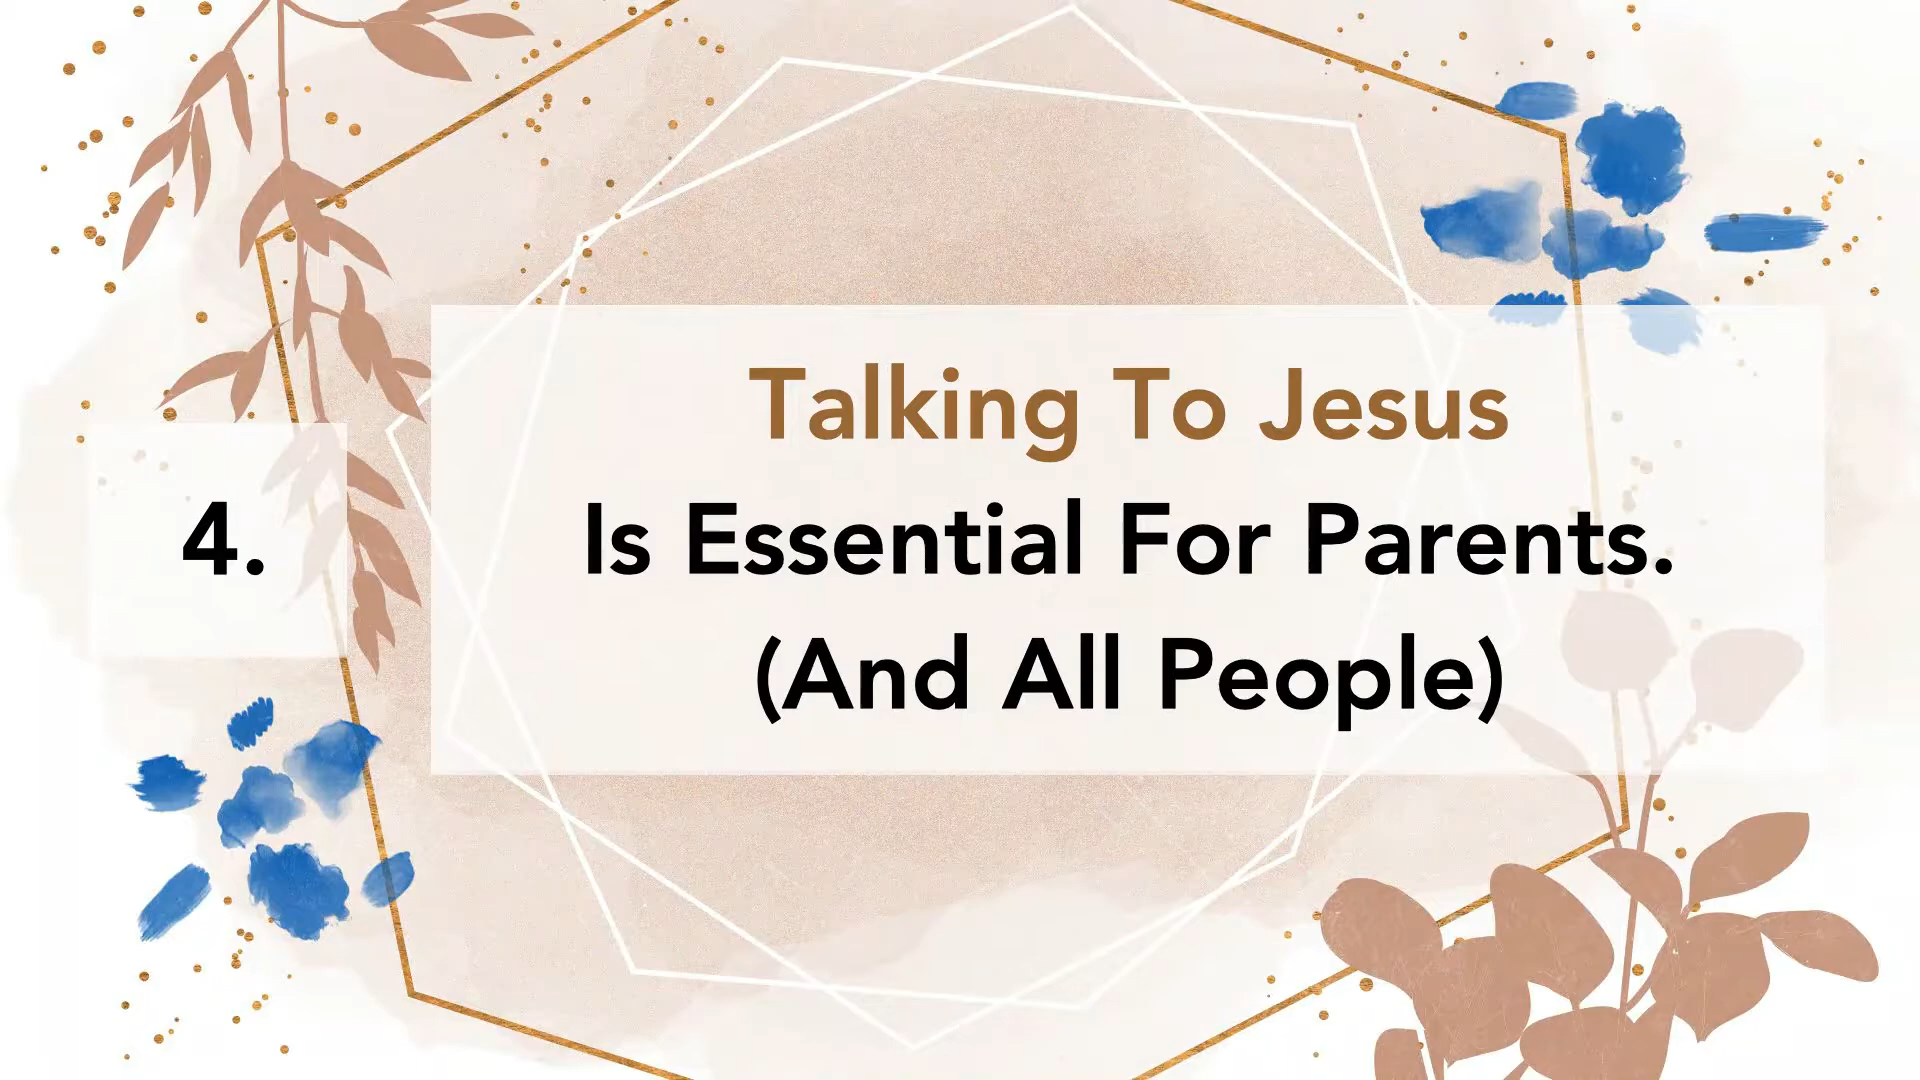 4.
Talking To Jesus
Is Essential For Parents.
(And All People)